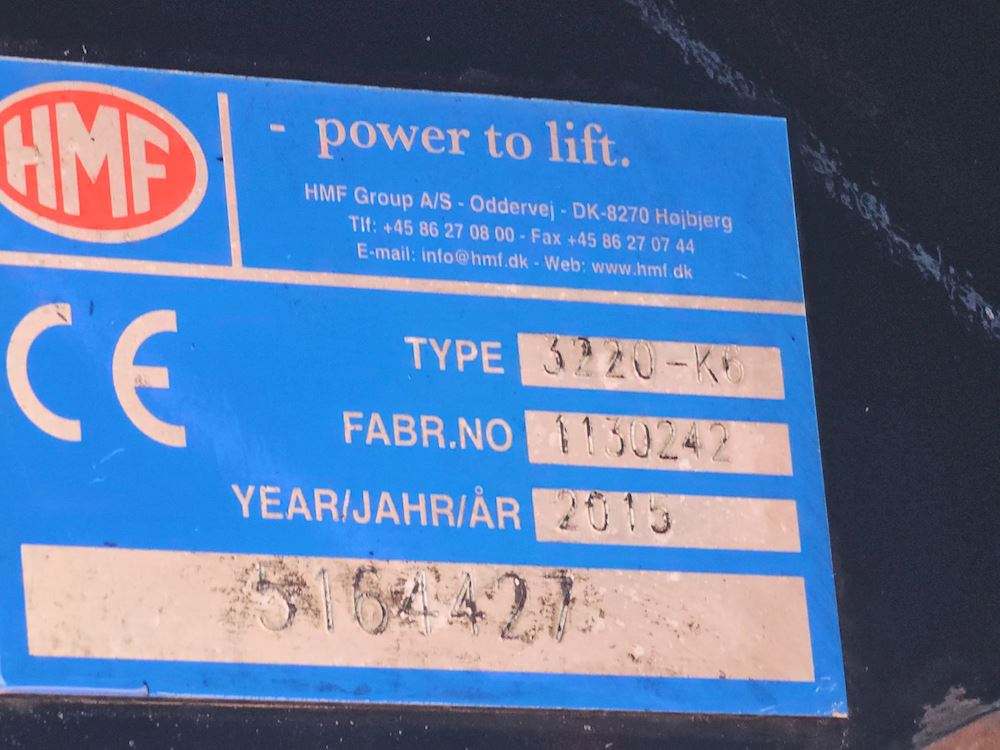 HMF
- power to lift.
HMF Group A/S - Oddervej - DK-8270 Højbjerg
Tlf: +45 86 27 08 00 - Fax +45 86 27 07 44
E-mail: info@hmf.dk - Web: www.hmf.dk
CE
TYPE 3220-K6
FABR.NO 1130242
YEAR/JAHR/ÅR 2015
5164427